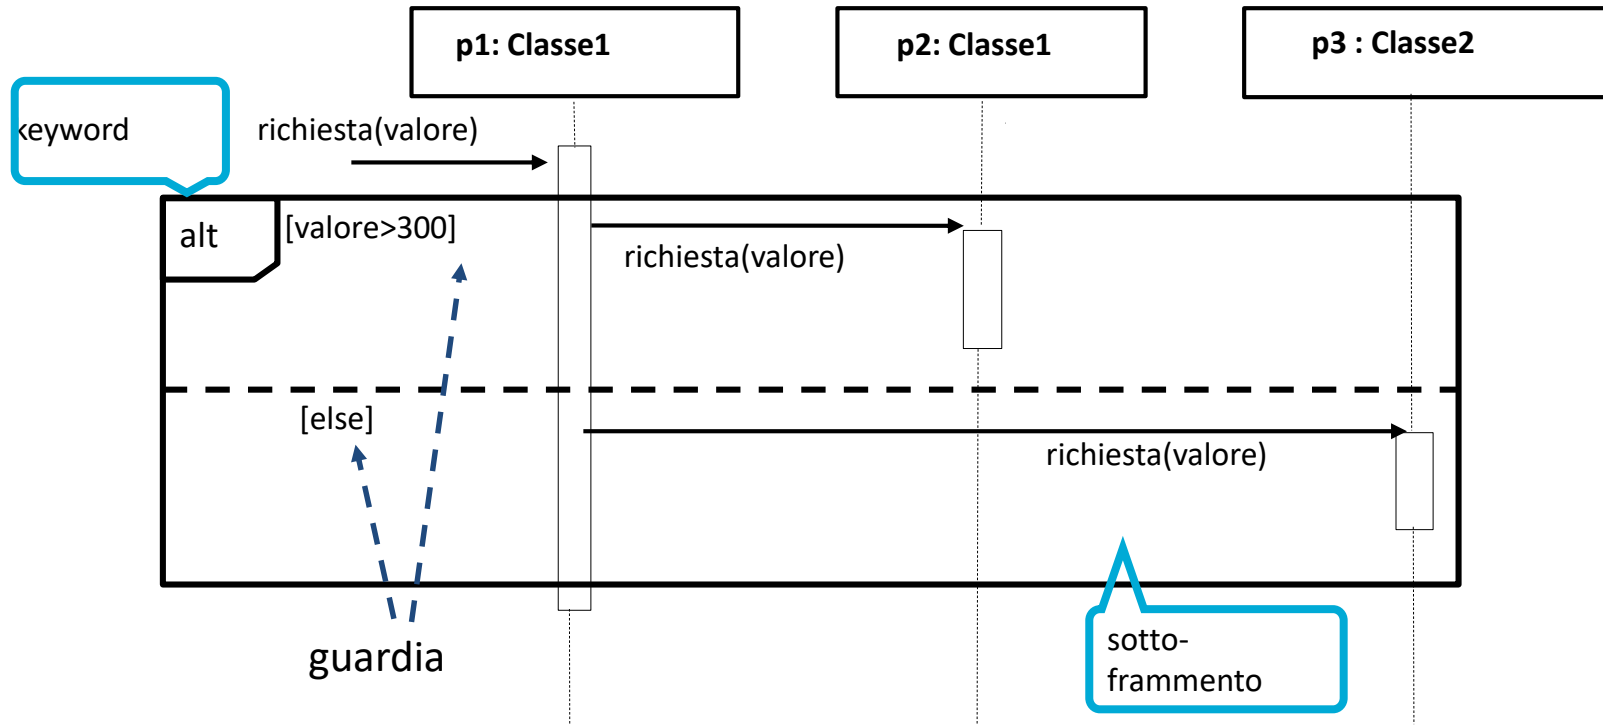 p1: Classe1
p2: Classe1
p3 : Classe2
keyword
richiesta(valore)
alt
[valore>300]
richiesta(valore)
[else]
richiesta(valore)
guardia
sotto-
frammento